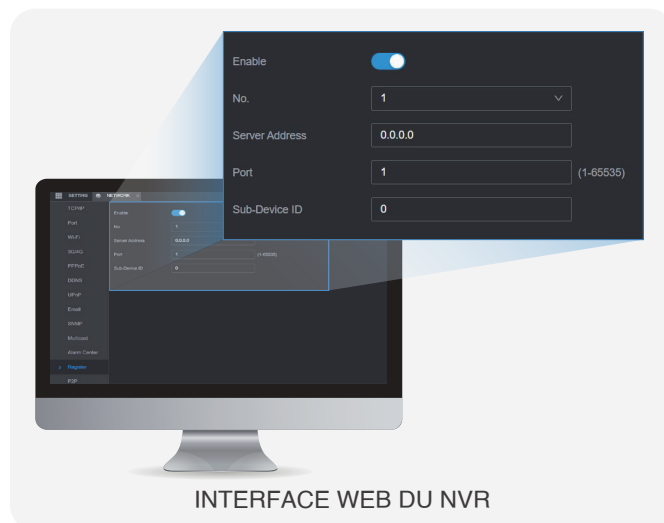 Enable
No.
1
Server Address
0.0.0.0
Port
1
(1-65535)
Sub-Device ID
0
SETTING
NETWORK
TCP/IP
Port
Wi-Fi
3G/4G
PPPoE
DDNS
UPnP
Email
SNMP
Multicast
Alarm Center
Register
P2P
Enable
No.
1
Server Address
0.0.0.0
Port
1
(1-65535)
Sub-Device ID
0
INTERFACE WEB DU NVR